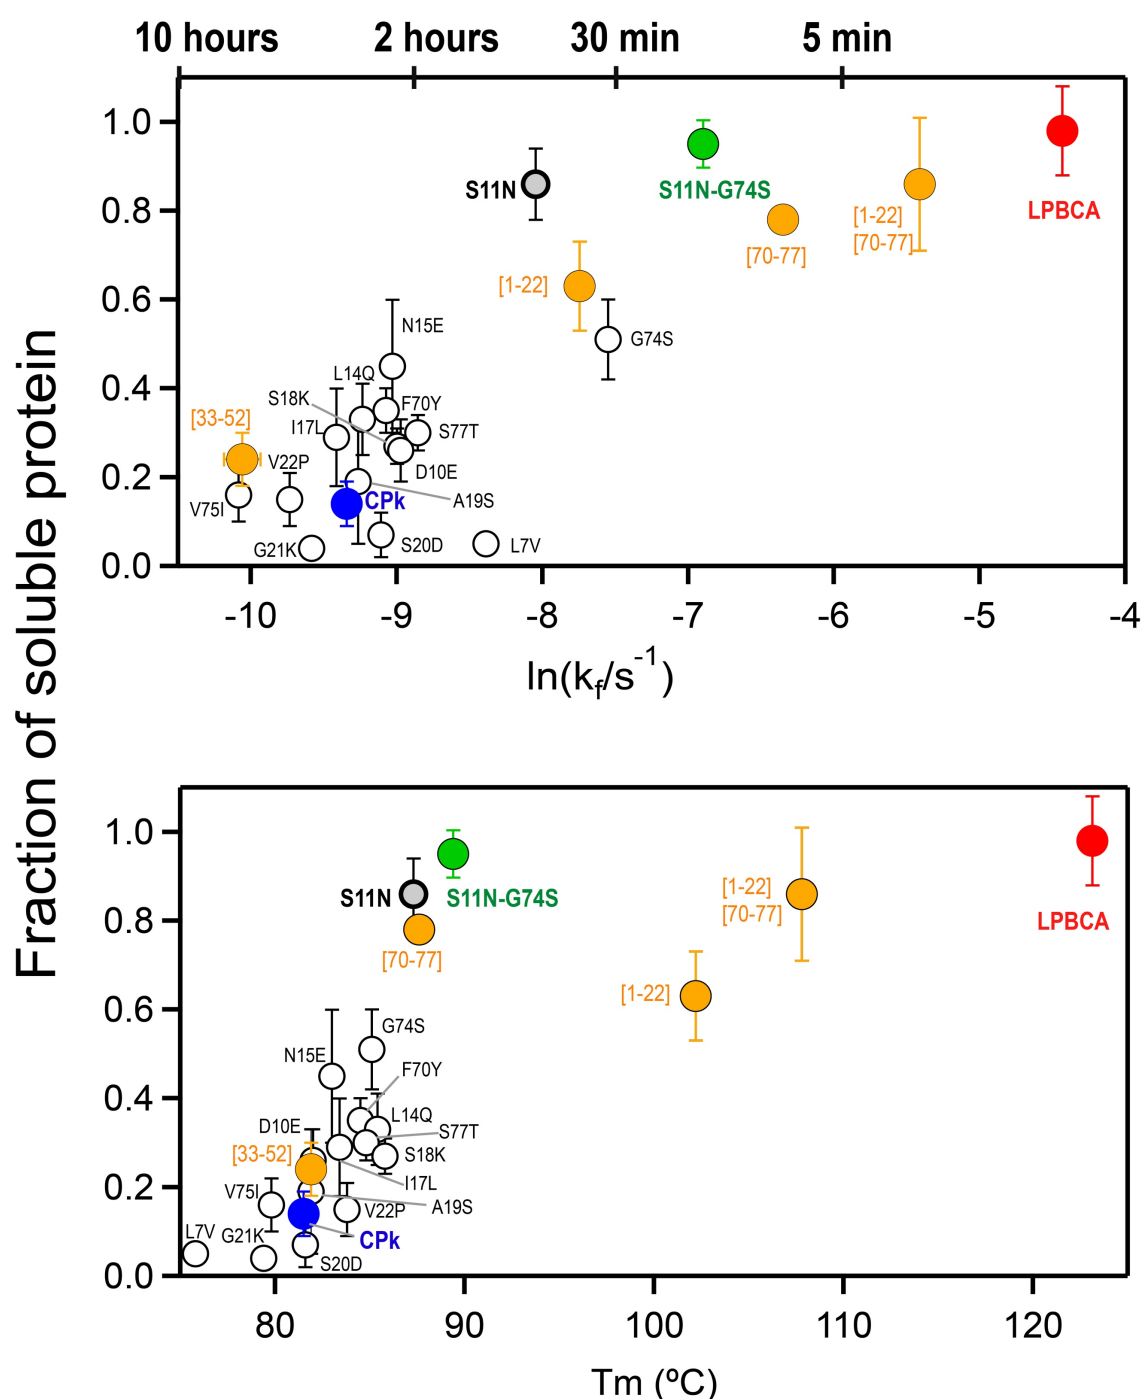 10 hours 2 hours 30 min 5 min
1.0
S11N
S11N-G74S
LPBCA
0.8
[1-22]
[70-77]
[70-77]
[1-22]
0.6
G74S
N15E
0.4
L14Q
S18K
F70Y
[33-52]
I17L
S77T
V22P
D10E
0.2
V75I
CPk
A19S
G21K
S20D
L7V
0.0
-10 -9 -8 -7 -6 -5 -4
ln(kf/s-1)
Fraction of soluble protein
1.0
S11N
S11N-G74S
[1-22]
[70-77]
LPBCA
0.8
[70-77]
[1-22]
0.6
G74S
N15E
F70Y
0.4
D10E
L14Q
S77T
[33-52]
S18K
I17L
0.2
V75I
A19S
V22P
L7V
G21K
CPk
S20D
0.0
80 90 100 110 120
Tm (ºC)